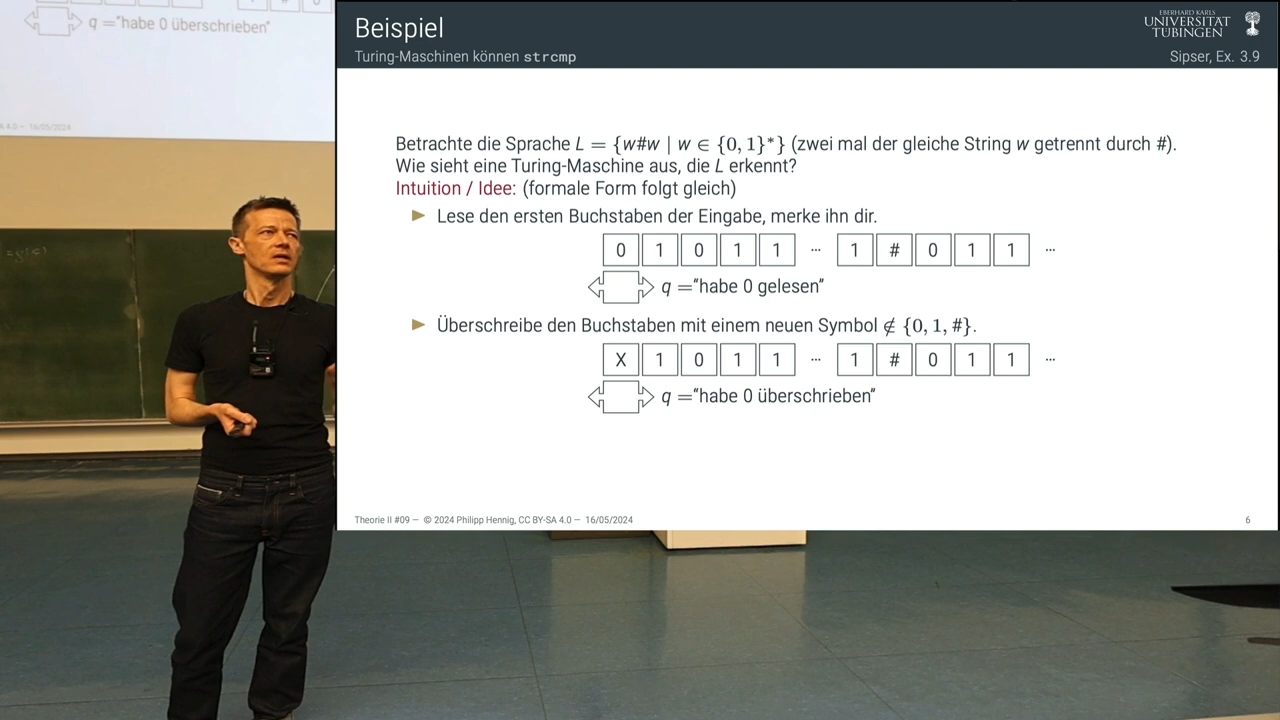 q ="habe 0 überschrieben"
A 4.0 — 16/05/2024
Beispiel
Turing-Maschinen können strcmp
EBERHARD KARLS
UNIVERSITÄT
TÜBINGEN
Sipser, Ex. 3.9
Betrachte die Sprache L = {w#w | w ∈ {0, 1}*} (zwei mal der gleiche String w getrennt durch #).
Wie sieht eine Turing-Maschine aus, die L erkennt?
Intuition / Idee: (formale Form folgt gleich)
Lese den ersten Buchstaben der Eingabe, merke ihn dir.
0 1 0 1 1 ... 1 # 0 1 1 ...
q ="habe 0 gelesen"
Überschreibe den Buchstaben mit einem neuen Symbol ∉ {0, 1, #}.
X 1 0 1 1 ... 1 # 0 1 1 ...
q ="habe 0 überschrieben"
Theorie II #09 — © 2024 Philipp Hennig, CC BY-SA 4.0 — 16/05/2024
6